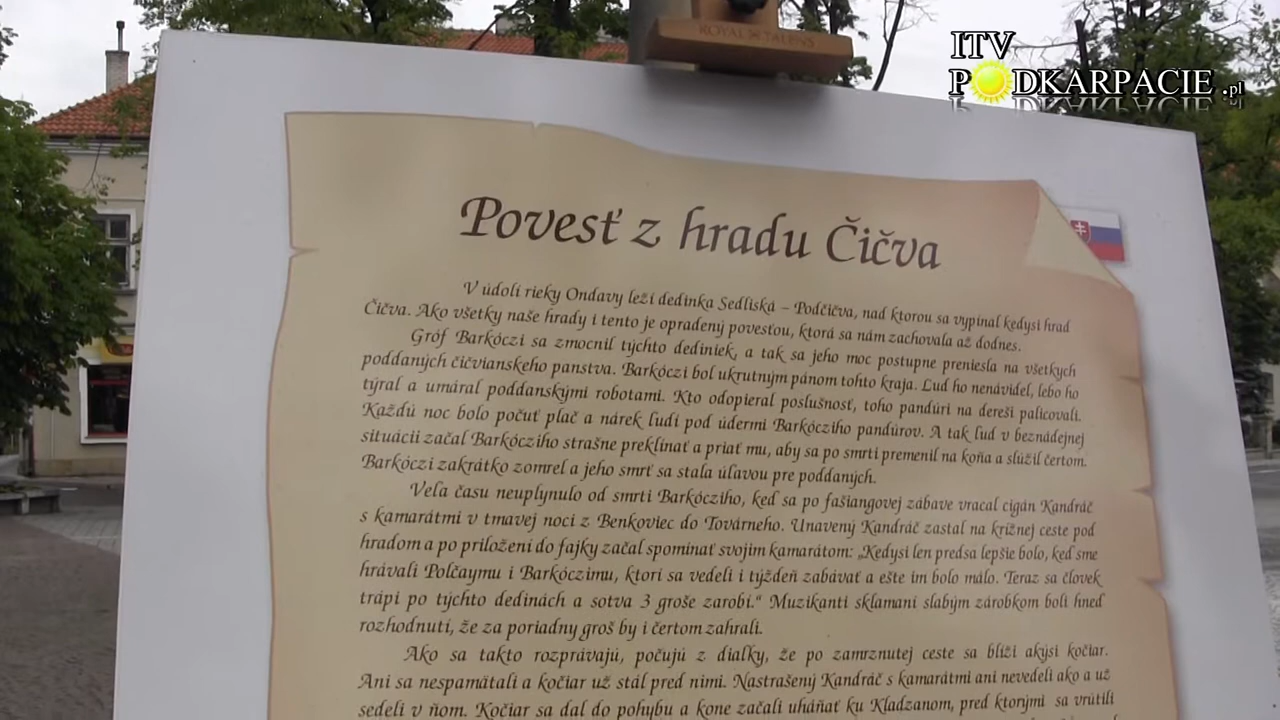 ROYAL TALENS
ITV
PODKARPACIE.pl
Povesť z hradu Čičva
V údolí rieky Ondavy leží dedinka Sedliská – Podčičva, nad ktorou sa vypínal kedysi hrad
Čičva. Ako všetky naše hrady i tento je opradený povesťou, ktorá sa nám zachovala až dodnes.
Gróf Barkóczi sa zmocnil týchto dediniek, a tak sa jeho moc postupne preniesla na všetkých
poddaných čičvianskeho panstva. Barkóczi bol ukrutným pánom tohto kraja. Ľud ho nenávidel, lebo ho
týral a umáral poddanskými robotami. Kto odopieral poslušnosť, toho pandúri na dereši palicovali.
Každú noc bolo počuť plač a nárek ľudí pod údermi Barkócziho pandúrov. A tak ľud v beznádejnej
situácii začal Barkócziho strašne preklínať a priať mu, aby sa po smrti premenil na koňa a slúžil čertom.
Barkóczi zakrátko zomrel a jeho smrť sa stala úľavou pre poddaných.
Veľa času neuplynulo od smrti Barkócziho, keď sa po fašiangovej zábave vracal cigán Kandráč
s kamarátmi v tmavej noci z Benkoviec do Továrneho. Unavený Kandráč zastal na krížnej ceste pod
hradom a po priložení do fajky začal spomínať svojim kamarátom: „Kedysi len predsa lepšie bolo, keď sme
hrávali Polčaymu i Barkóczimu, ktorí sa vedeli i týždeň zabávať a ešte im bolo málo. Teraz sa človek
trápi po týchto dedinách a sotva 3 groše zarobí.“ Muzikanti sklamaní slabým zárobkom boli hneď
rozhodnutí, že za poriadny groš by i čertom zahrali.
Ako sa takto rozprávajú, počujú z diaľky, že po zamrznutej ceste sa blíži akýsi kočiar.
Ani sa nespamätali a kočiar už stál pred nimi. Nastrašený Kandráč s kamarátmi ani nevedeli ako a už
sedeli v ňom. Kočiar sa dal do pohybu a kone začali uháňať ku Kladzanom, pred ktorými sa vrútili